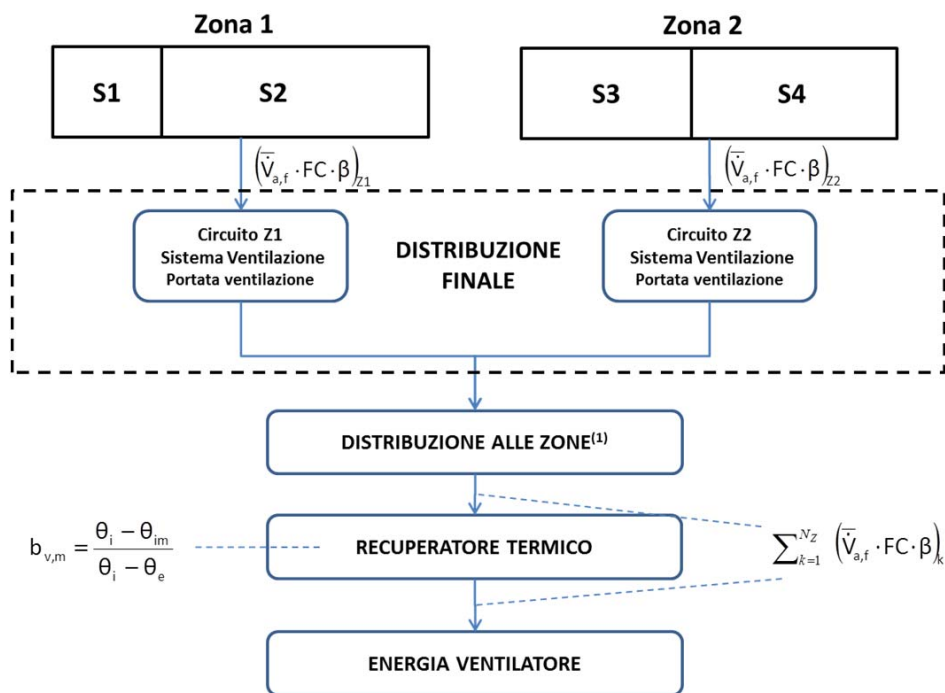 Zona 1
Zona 2
S1
S2
S3
S4
(V̇̅a,f · FC · β)Z1
(V̇̅a,f · FC · β)Z2
Circuito Z1
Sistema Ventilazione
Portata ventilazione
DISTRIBUZIONE
FINALE
Circuito Z2
Sistema Ventilazione
Portata ventilazione
DISTRIBUZIONE ALLE ZONE(1)
bv,m = (θi − θim) / (θi − θe)
RECUPERATORE TERMICO
∑k=1NZ (V̇̅a,f · FC · β)k
ENERGIA VENTILATORE